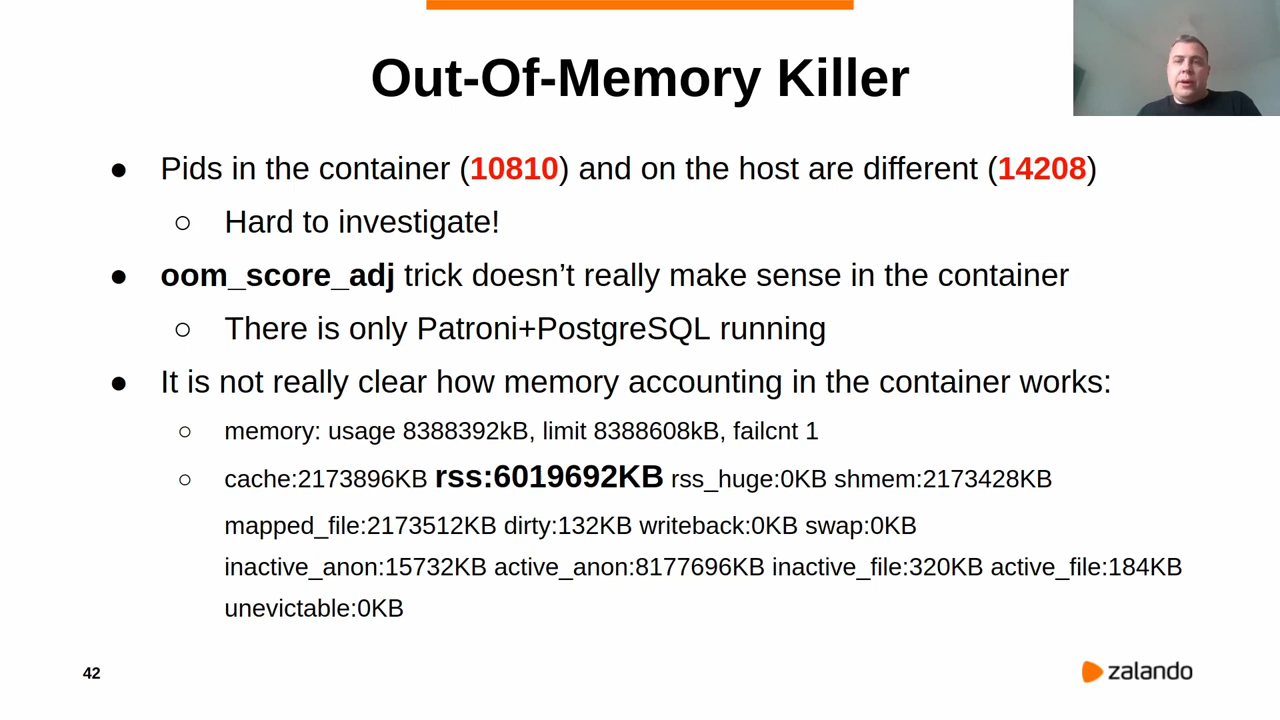 Out-Of-Memory Killer
● Pids in the container (10810) and on the host are different (14208)
○ Hard to investigate!
● oom_score_adj trick doesn’t really make sense in the container
○ There is only Patroni+PostgreSQL running
● It is not really clear how memory accounting in the container works:
○ memory: usage 8388392kB, limit 8388608kB, failcnt 1
○ cache:2173896KB rss:6019692KB rss_huge:0KB shmem:2173428KB
mapped_file:2173512KB dirty:132KB writeback:0KB swap:0KB
inactive_anon:15732KB active_anon:8177696KB inactive_file:320KB active_file:184KB
unevictable:0KB
42
zalando